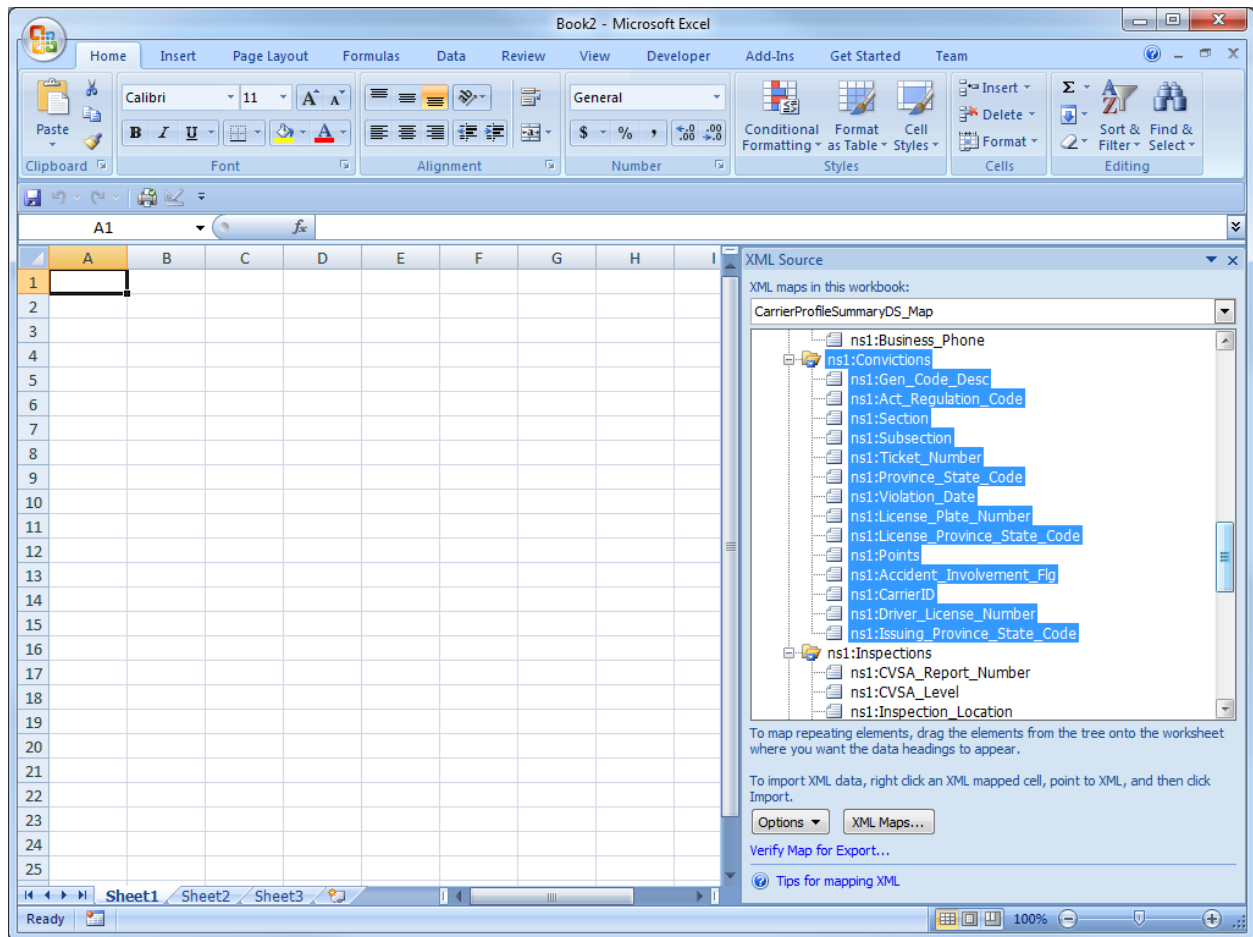 Book2 - Microsoft Excel
Home Insert Page Layout Formulas Data Review View Developer Add-Ins Get Started Team
Paste
Clipboard
Calibri 11 A A
B I U A
Font
Alignment
General
$ % , .0 .00 .00 .0
Number
Conditional Formatting
Format as Table
Cell Styles
Styles
Insert
Delete
Format
Cells
Σ
A Z
Sort & Filter
Find & Select
Editing
A1 fx
A B C D E F G H I
1
2
3
4
5
6
7
8
9
10
11
12
13
14
15
16
17
18
19
20
21
22
23
24
25
XML Source
XML maps in this workbook:
CarrierProfileSummaryDS_Map
ns1:Business_Phone
ns1:Convictions
ns1:Gen_Code_Desc
ns1:Act_Regulation_Code
ns1:Section
ns1:Subsection
ns1:Ticket_Number
ns1:Province_State_Code
ns1:Violation_Date
ns1:License_Plate_Number
ns1:License_Province_State_Code
ns1:Points
ns1:Accident_Involvement_Flg
ns1:CarrierID
ns1:Driver_License_Number
ns1:Issuing_Province_State_Code
ns1:Inspections
ns1:CVSA_Report_Number
ns1:CVSA_Level
ns1:Inspection_Location
To map repeating elements, drag the elements from the tree onto the worksheet
where you want the data headings to appear.
To import XML data, right click an XML mapped cell, point to XML, and then click
Import.
Options XML Maps...
Verify Map for Export...
Tips for mapping XML
Sheet1 Sheet2 Sheet3
Ready 100%